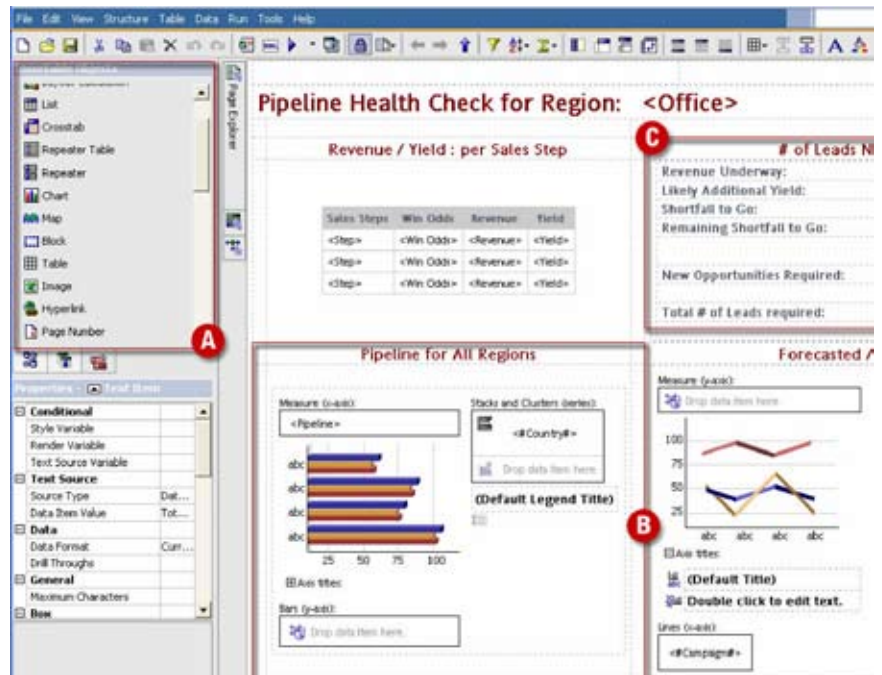 File Edit View Structure Table Data Run Tools Help
List
Crosstab
Repeater Table
Repeater
Chart
Map
Block
Table
Image
Hyperlink
Page Number
A
Properties - Text Item
Conditional
Style Variable
Render Variable
Text Source Variable
Text Source
Source Type Dat...
Data Item Value Tot...
Data
Data Format Curr...
Drill Throughs
General
Maximum Characters
Box
Page Explorer
Pipeline Health Check for Region: <Office>
Revenue / Yield : per Sales Step
Sales Steps Win Odds Revenue Yield
<Step> <Win Odds> <Revenue> <Yield>
<Step> <Win Odds> <Revenue> <Yield>
<Step> <Win Odds> <Revenue> <Yield>
C
# of Leads
Revenue Underway:
Likely Additional Yield:
Shortfall to Go:
Remaining Shortfall to Go:
New Opportunities Required:
Total # of Leads required:
Pipeline for All Regions
Measure (x-axis):
<Pipeline>
Stacks and Clusters (series):
<#Country#>
Drop data item here
(Default Legend Title)
abc
abc
abc
abc
25 50 75 100
Axis titles
Bars (y-axis):
Drop data item here.
B
Forecasted
Measure (y-axis):
Drop data item here.
100
75
50
25
abc abc abc abc
Axis titles
(Default Title)
Double click to edit text.
Lines (x-axis):
<#Campaign#>